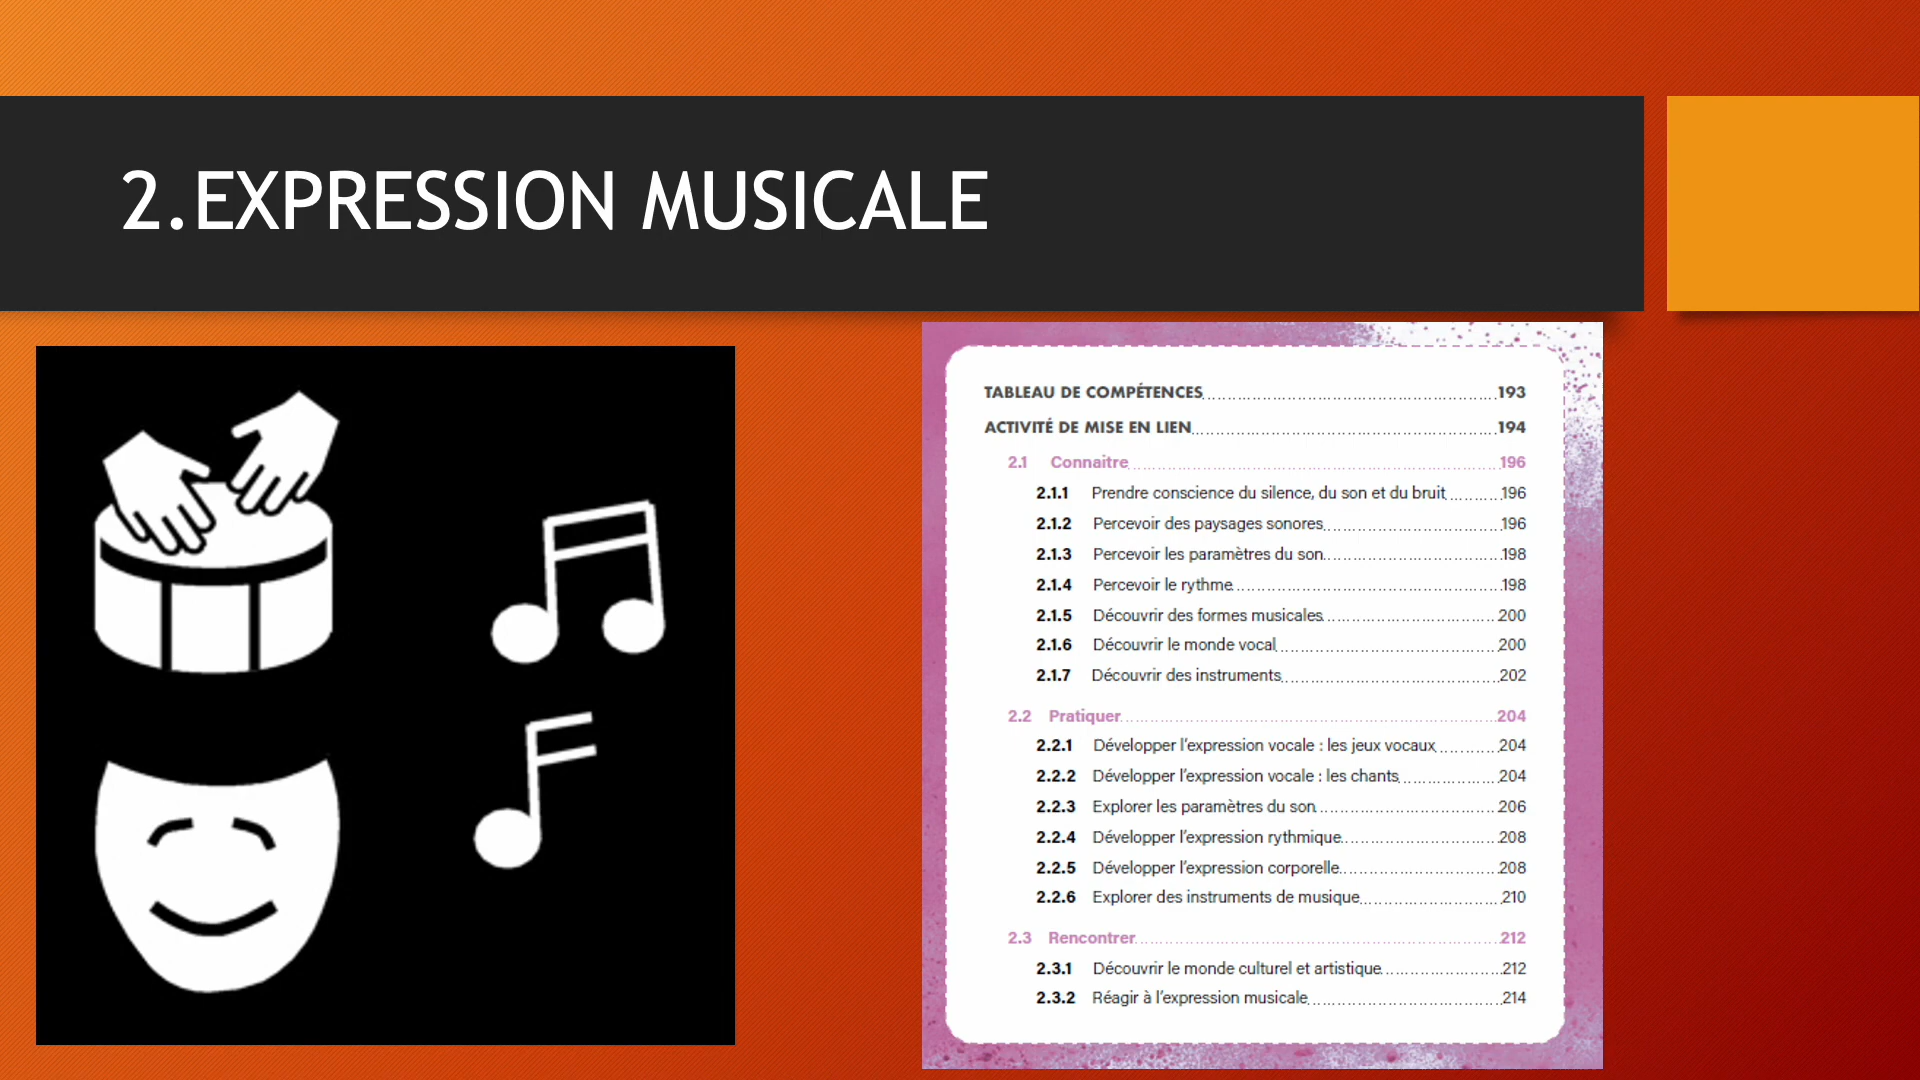 2.EXPRESSION MUSICALE
TABLEAU DE COMPÉTENCES 193
ACTIVITÉ DE MISE EN LIEN 194
2.1 Connaitre 196
2.1.1 Prendre conscience du silence, du son et du bruit 196
2.1.2 Percevoir des paysages sonores 196
2.1.3 Percevoir les paramètres du son 198
2.1.4 Percevoir le rythme 198
2.1.5 Découvrir des formes musicales 200
2.1.6 Découvrir le monde vocal 200
2.1.7 Découvrir des instruments 202
2.2 Pratiquer 204
2.2.1 Développer l'expression vocale : les jeux vocaux 204
2.2.2 Développer l'expression vocale : les chants 204
2.2.3 Explorer les paramètres du son 206
2.2.4 Développer l'expression rythmique 208
2.2.5 Développer l'expression corporelle 208
2.2.6 Explorer des instruments de musique 210
2.3 Rencontrer 212
2.3.1 Découvrir le monde culturel et artistique 212
2.3.2 Réagir à l'expression musicale 214